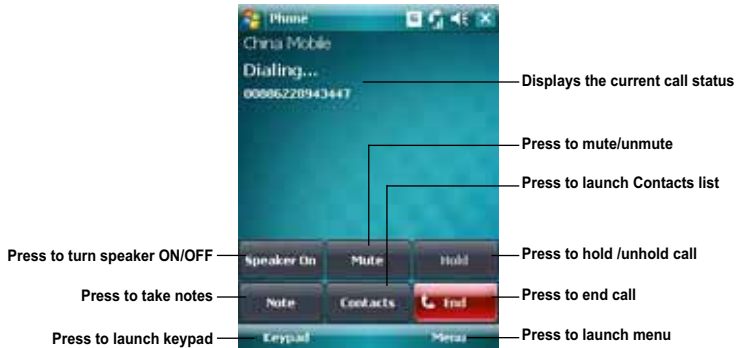 Phone
China Mobile
Dialing...
00886228943447
Displays the current call status
Press to mute/unmute
Press to launch Contacts list
Press to turn speaker ON/OFF
Speaker On
Mute
Hold
Press to hold /unhold call
Press to take notes
Note
Contacts
End
Press to end call
Press to launch keypad
Keypad
Menu
Press to launch menu